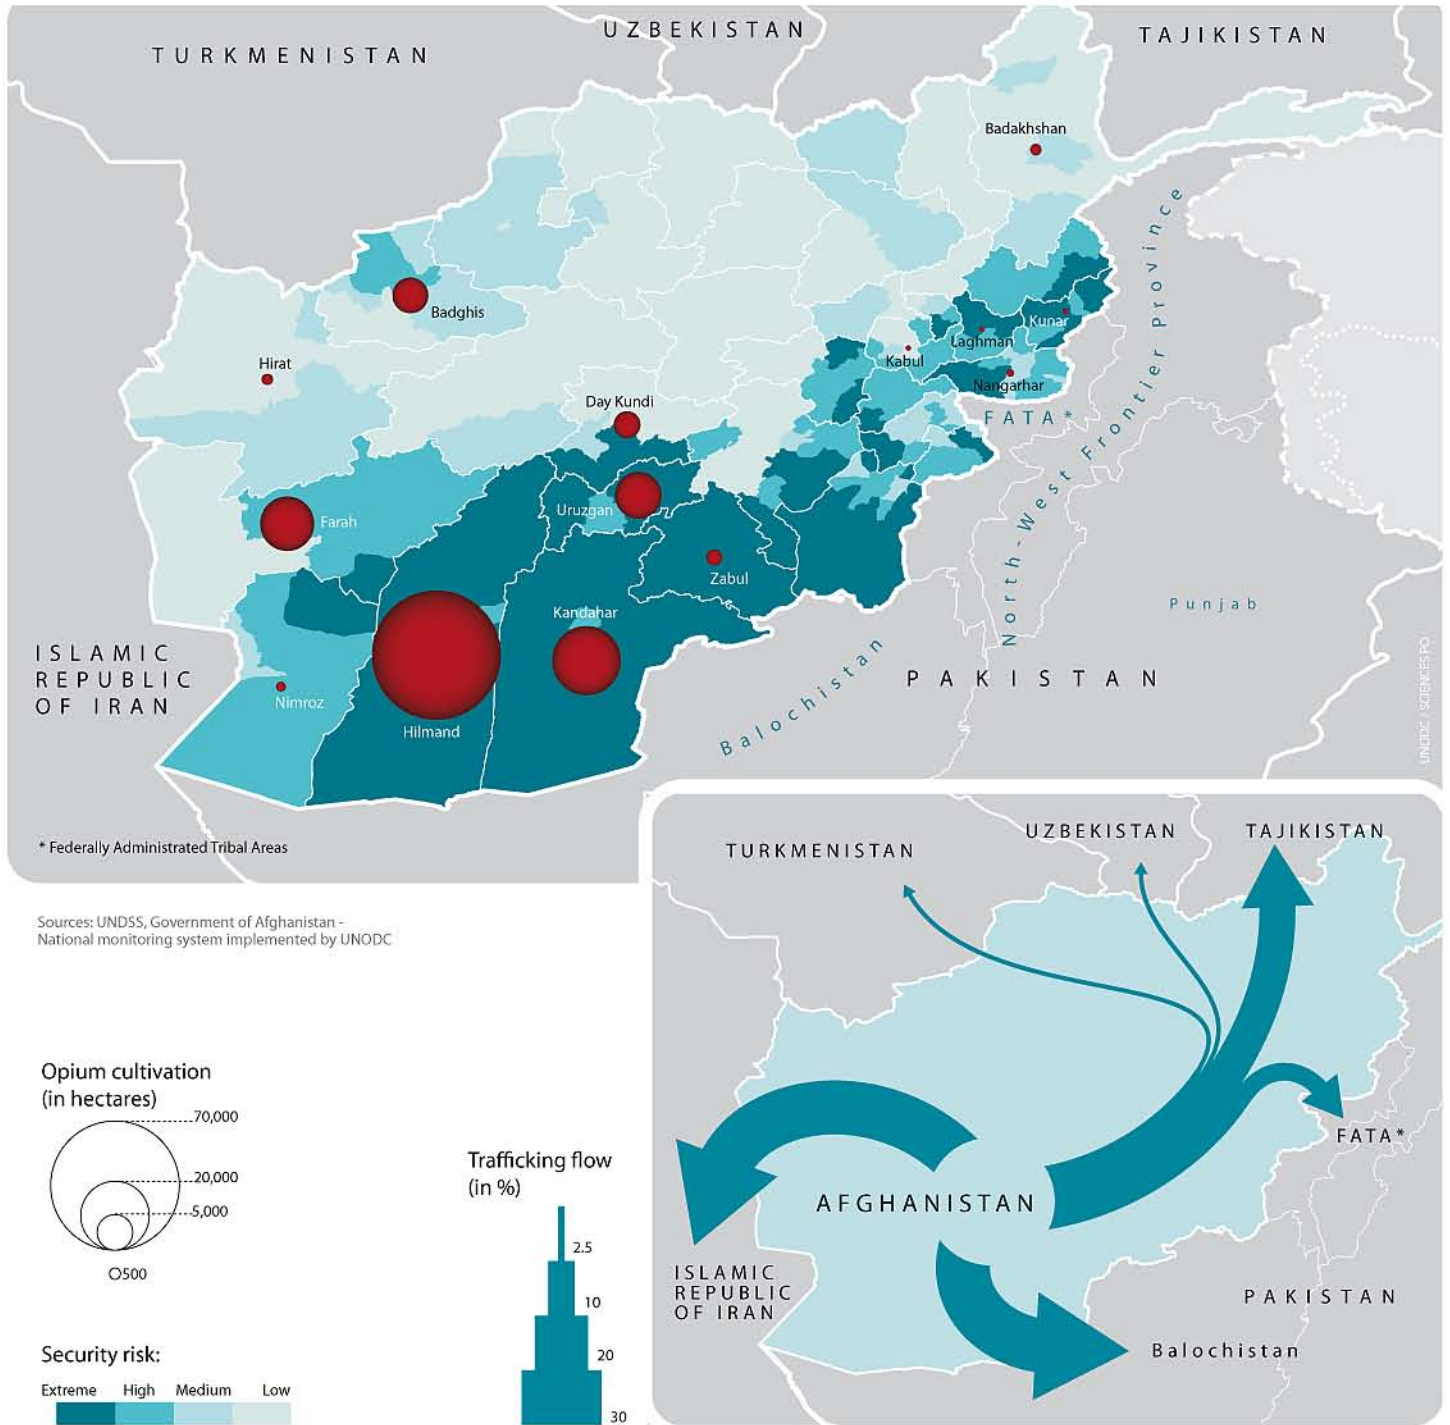 TURKMENISTAN
UZBEKISTAN
TAJIKISTAN
Badakhshan
North-West Frontier Province
Badghis
Kunar
Laghman
Hirat
Kabul
Nangarhar
Day Kundi
FATA*
Uruzgan
Farah
Zabul
Kandahar
Punjab
ISLAMIC
REPUBLIC
OF IRAN
Balochistan
PAKISTAN
Nimroz
Hilmand
UNODC / SCIENCES PO
* Federally Administrated Tribal Areas
Sources: UNDSS, Government of Afghanistan -
National monitoring system implemented by UNODC
Opium cultivation
(in hectares)
70,000
20,000
5,000
500
Security risk:
Extreme High Medium Low
Trafficking flow
(in %)
2.5
10
20
30
TURKMENISTAN
UZBEKISTAN
TAJIKISTAN
FATA*
AFGHANISTAN
ISLAMIC
REPUBLIC
OF IRAN
PAKISTAN
Balochistan